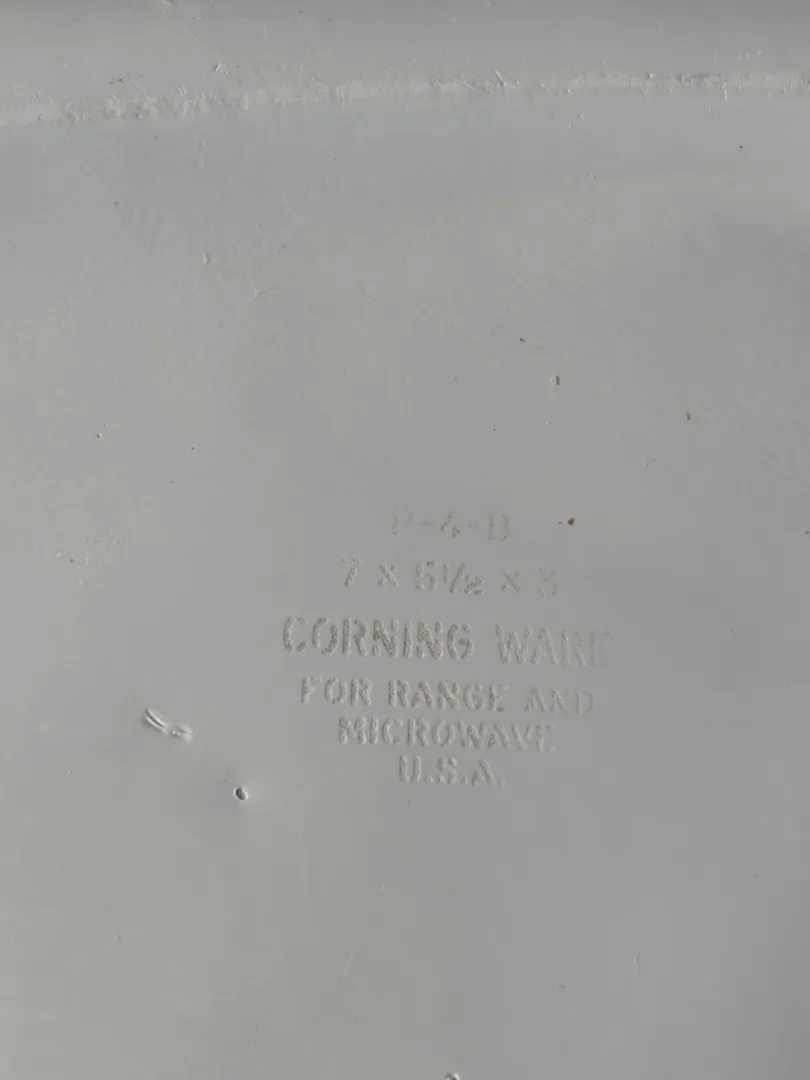 P-4-B
7 x 5½ x 3
CORNING WARE
FOR RANGE AND
MICROWAVE
U.S.A.